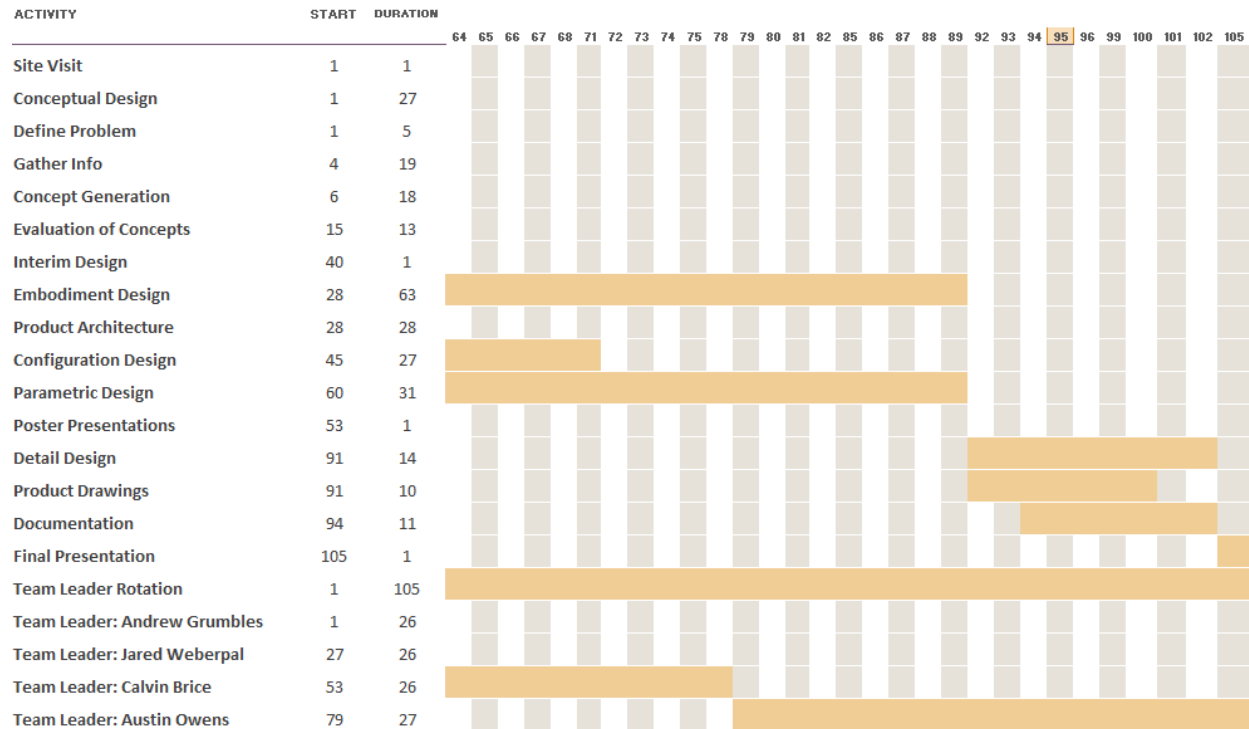 ACTIVITY START DURATION
64 65 66 67 68 71 72 73 74 75 78 79 80 81 82 85 86 87 88 89 92 93 94 95 96 99 100 101 102 105
Site Visit 1 1
Conceptual Design 1 27
Define Problem 1 5
Gather Info 4 19
Concept Generation 6 18
Evaluation of Concepts 15 13
Interim Design 40 1
Embodiment Design 28 63
Product Architecture 28 28
Configuration Design 45 27
Parametric Design 60 31
Poster Presentations 53 1
Detail Design 91 14
Product Drawings 91 10
Documentation 94 11
Final Presentation 105 1
Team Leader Rotation 1 105
Team Leader: Andrew Grumbles 1 26
Team Leader: Jared Weberpal 27 26
Team Leader: Calvin Brice 53 26
Team Leader: Austin Owens 79 27